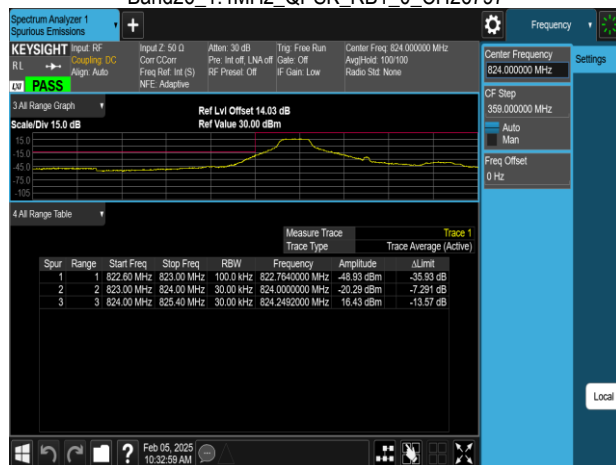 Band26_1.4MHz_QPSK_RB1_0_CH26797
Spectrum Analyzer 1
Spurious Emissions
Frequency
KEYSIGHT
Input: RF
Input Z: 50 Ω
Atten: 30 dB
Trig: Free Run
Center Freq: 824.000000 MHz
RL
Coupling: DC
Corr CCorr
Pre: Int off, LNA off
Gate: Off
Avg|Hold: 100/100
Align: Auto
Freq Ref: Int (S)
RF Preset: Off
IF Gain: Low
Radio Std: None
NFE: Adaptive
LXI PASS
Center Frequency
824.000000 MHz
Settings
CF Step
359.000000 MHz
Auto
Man
Freq Offset
0 Hz
3 All Range Graph
Scale/Div 15.0 dB
Ref Lvl Offset 14.03 dB
Ref Value 30.00 dBm
15.0
-15.0
-45.0
-75.0
-105
4 All Range Table
Measure Trace Trace 1
Trace Type Trace Average (Active)
Spur Range Start Freq Stop Freq RBW Frequency Amplitude ΔLimit
1 1 822.60 MHz 823.00 MHz 100.0 kHz 822.7640000 MHz -48.93 dBm -35.93 dB
2 2 823.00 MHz 824.00 MHz 30.00 kHz 824.0000000 MHz -20.29 dBm -7.291 dB
3 3 824.00 MHz 825.40 MHz 30.00 kHz 824.2492000 MHz 16.43 dBm -13.57 dB
Local
Feb 05, 2025
10:32:59 AM